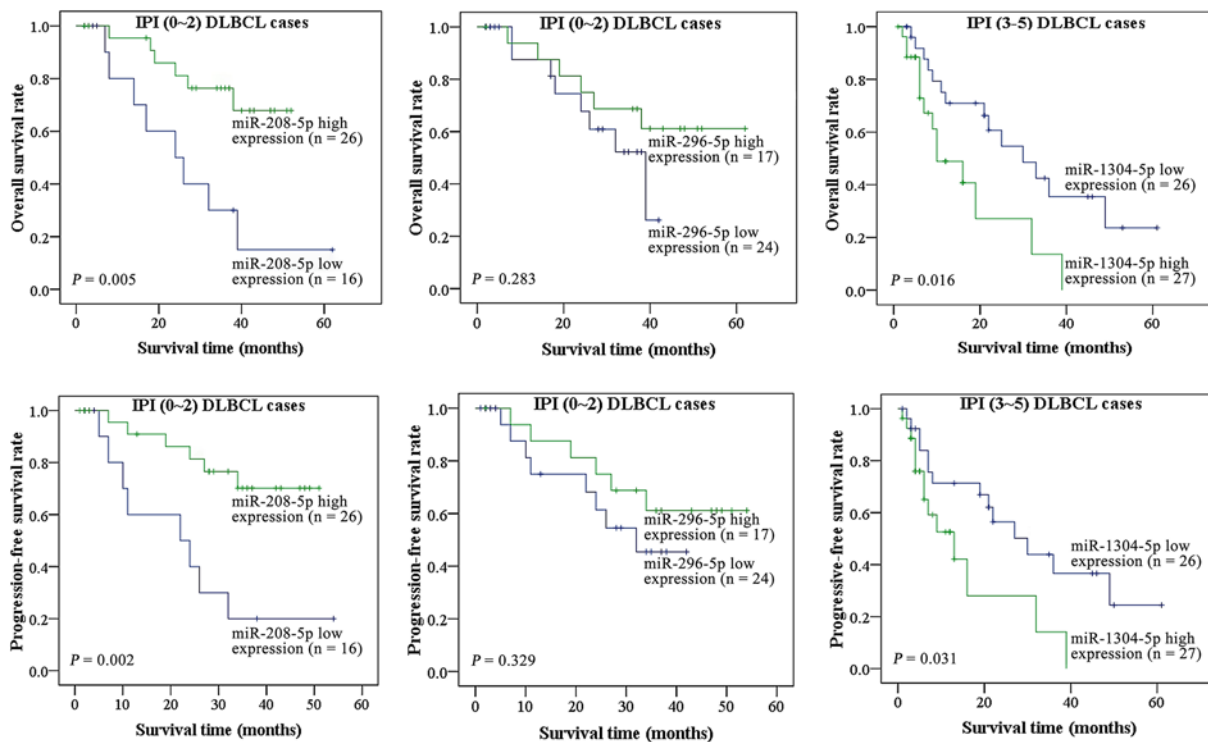 IPI (0~2) DLBCL cases
Overall survival rate
1.0
0.8
0.6
0.4
0.2
0.0
miR-208-5p high
expression (n = 26)
miR-208-5p low
expression (n = 16)
P = 0.005
0 20 40 60
Survival time (months)
IPI (0~2) DLBCL cases
Overall survival rate
1.0
0.8
0.6
0.4
0.2
0.0
miR-296-5p high
expression (n = 17)
miR-296-5p low
expression (n = 24)
P = 0.283
0 20 40 60
Survival time (months)
IPI (3-5) DLBCL cases
Overall survival rate
1.0
0.8
0.6
0.4
0.2
0.0
miR-1304-5p low
expression (n = 26)
miR-1304-5p high
expression (n = 27)
P = 0.016
0 20 40 60
Survival time (months)
IPI (0~2) DLBCL cases
Progression-free survival rate
1.0
0.8
0.6
0.4
0.2
0.0
miR-208-5p high
expression (n = 26)
miR-208-5p low
expression (n = 16)
P = 0.002
0 10 20 30 40 50 60
Survival time (months)
IPI (0~2) DLBCL cases
Progression-free survival rate
1.0
0.8
0.6
0.4
0.2
0.0
miR-296-5p high
expression (n = 17)
miR-296-5p low
expression (n = 24)
P = 0.329
0 10 20 30 40 50 60
Survival time (months)
IPI (3~5) DLBCL cases
Progressive-free survival rate
1.0
0.8
0.6
0.4
0.2
0.0
miR-1304-5p low
expression (n = 26)
miR-1304-5p high
expression (n = 27)
P = 0.031
0 20 40 60
Survival time (months)